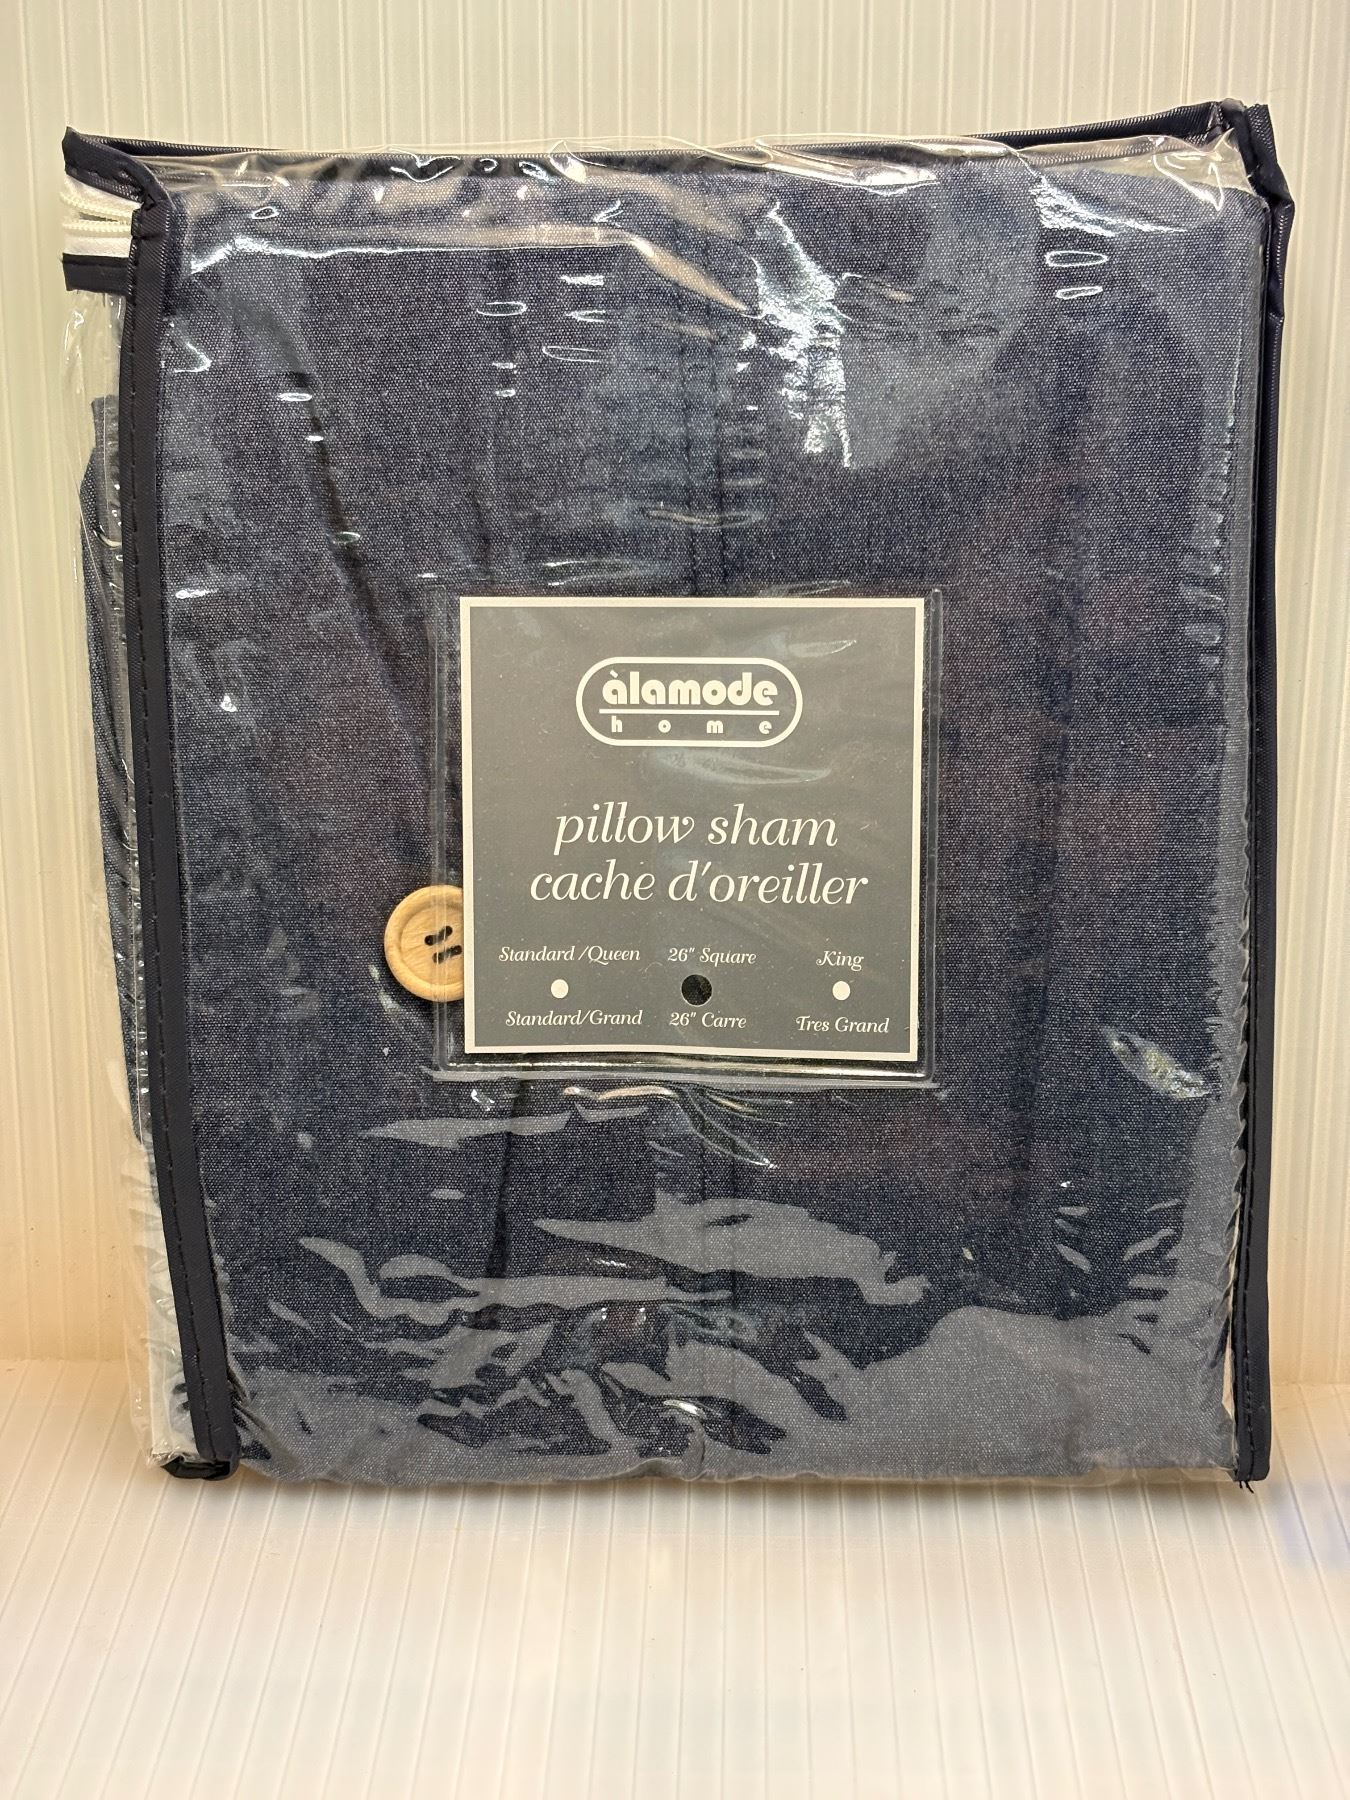 àlamode
home
pillow sham
cache d'oreiller
Standard/Queen 26" Square King
Standard/Grand 26" Carre Tres Grand